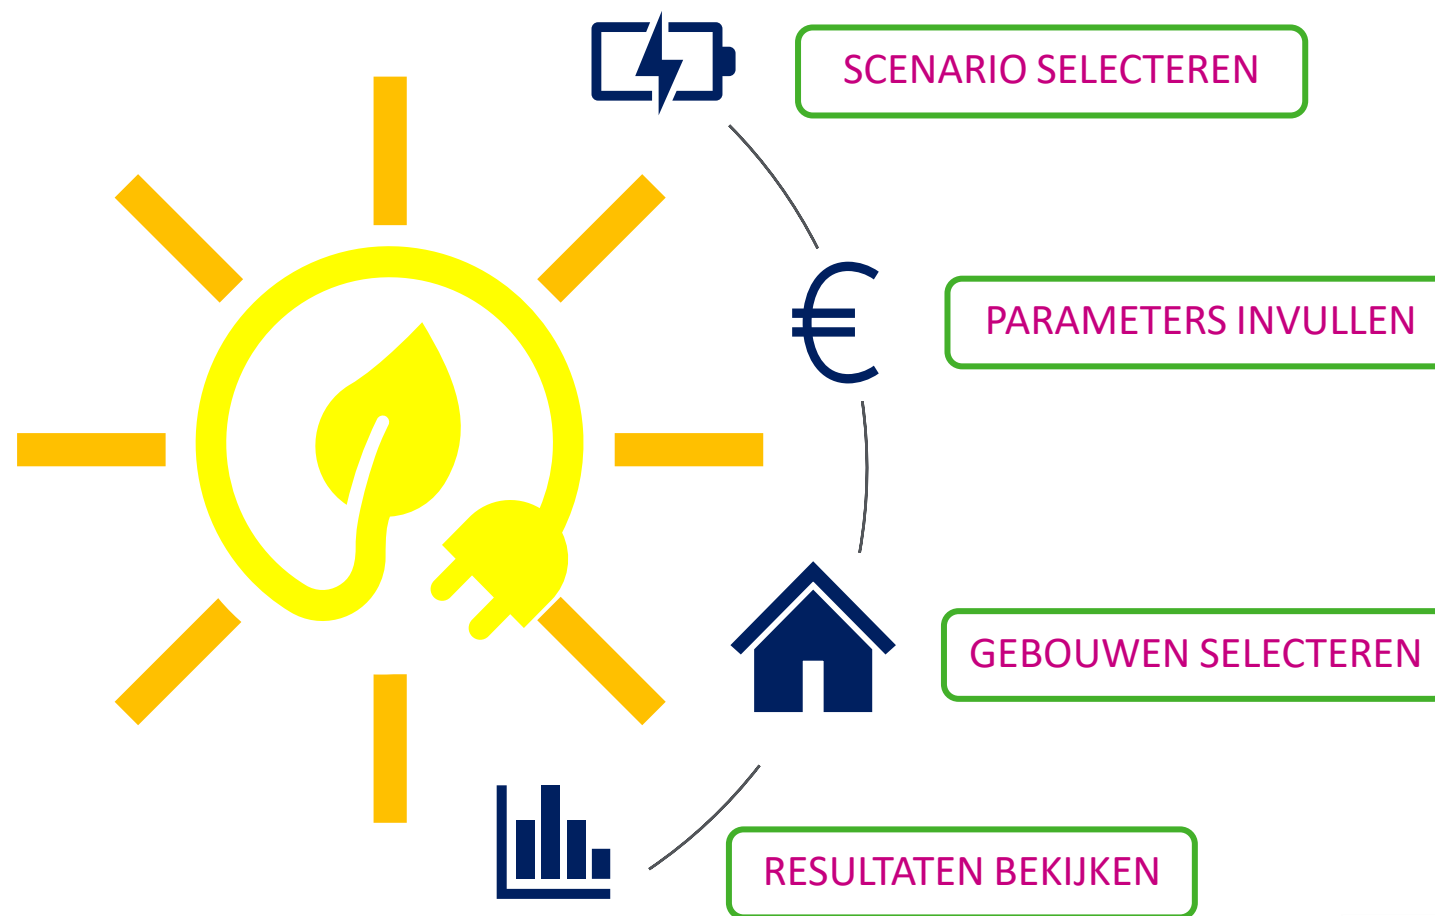 SCENARIO SELECTEREN
PARAMETERS INVULLEN
GEBOUWEN SELECTEREN
RESULTATEN BEKIJKEN